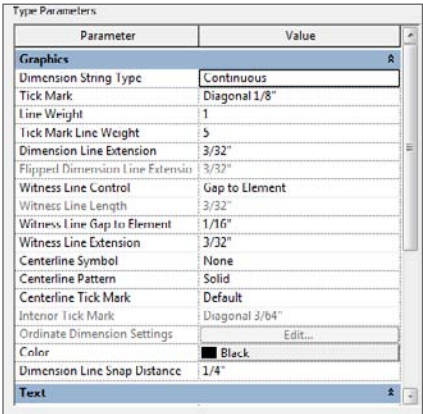 Type Parameters
Parameter Value
Graphics
Dimension String Type Continuous
Tick Mark Diagonal 1/8"
Line Weight 1
Tick Mark Line Weight 5
Dimension Line Extension 3/32"
Flipped Dimension Line Extensio 3/32"
Witness Line Control Gap to Element
Witness Line Length 3/32"
Witness Line Gap to Element 1/16"
Witness Line Extension 3/32"
Centerline Symbol None
Centerline Pattern Solid
Centerline Tick Mark Default
Interior Tick Mark Diagonal 3/64"
Ordinate Dimension Settings Edit...
Color Black
Dimension Line Snap Distance 1/4"
Text